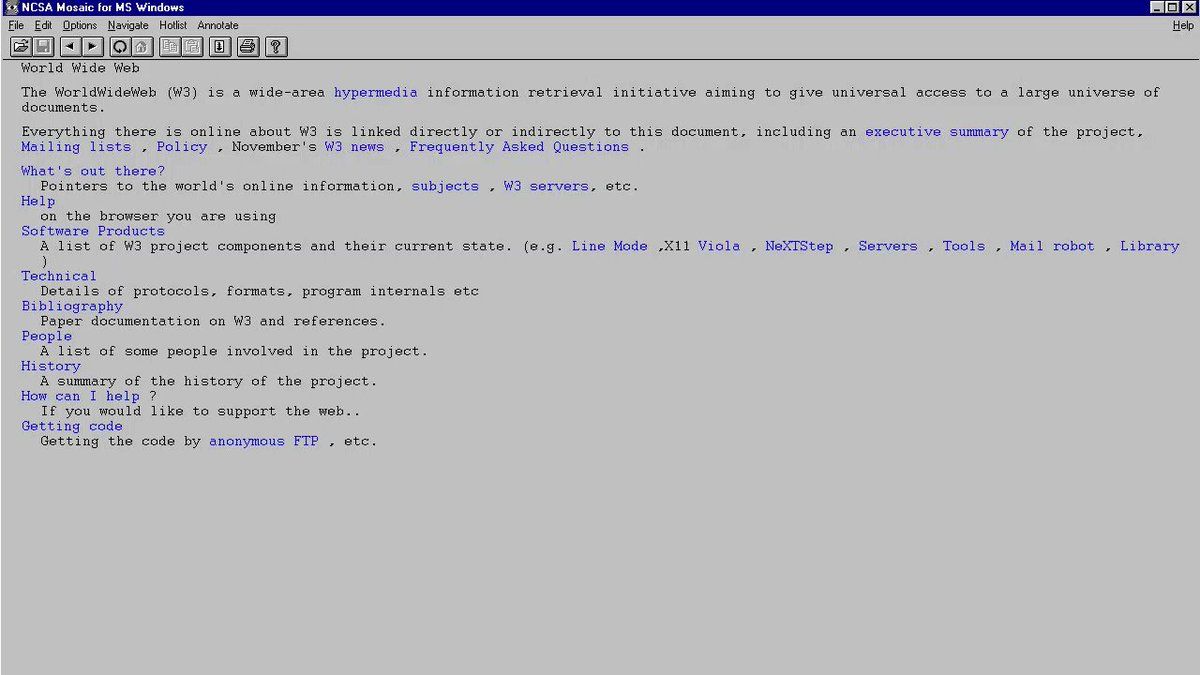 NCSA Mosaic for MS Windows
File Edit Options Navigate Hotlist Annotate Help
World Wide Web
The WorldWideWeb (W3) is a wide-area hypermedia information retrieval initiative aiming to give universal access to a large universe of
documents.
Everything there is online about W3 is linked directly or indirectly to this document, including an executive summary of the project,
Mailing lists , Policy , November's W3 news , Frequently Asked Questions .
What's out there?
Pointers to the world's online information, subjects , W3 servers, etc.
Help
on the browser you are using
Software Products
A list of W3 project components and their current state. (e.g. Line Mode ,X11 Viola , NeXTStep , Servers , Tools , Mail robot , Library
)
Technical
Details of protocols, formats, program internals etc
Bibliography
Paper documentation on W3 and references.
People
A list of some people involved in the project.
History
A summary of the history of the project.
How can I help ?
If you would like to support the web..
Getting code
Getting the code by anonymous FTP , etc.